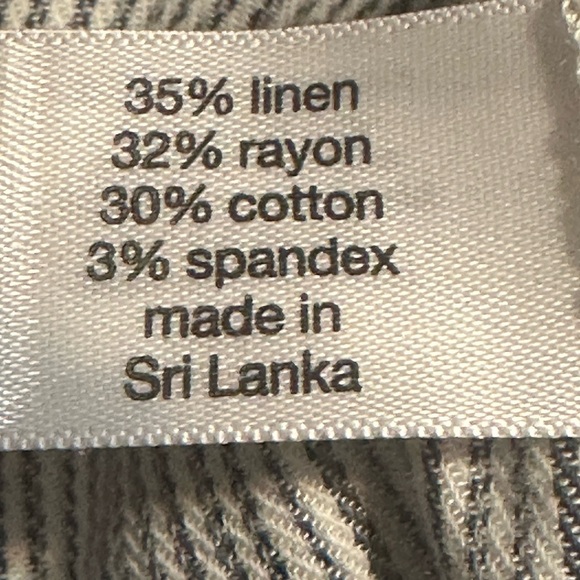 35% linen
32% rayon
30% cotton
3% spandex
made in
Sri Lanka